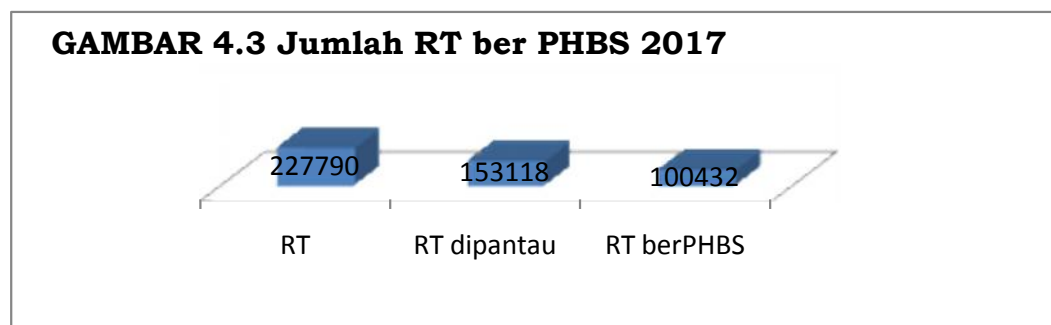 GAMBAR 4.3 Jumlah RT ber PHBS 2017
227790 153118 100432
RT RT dipantau RT berPHBS